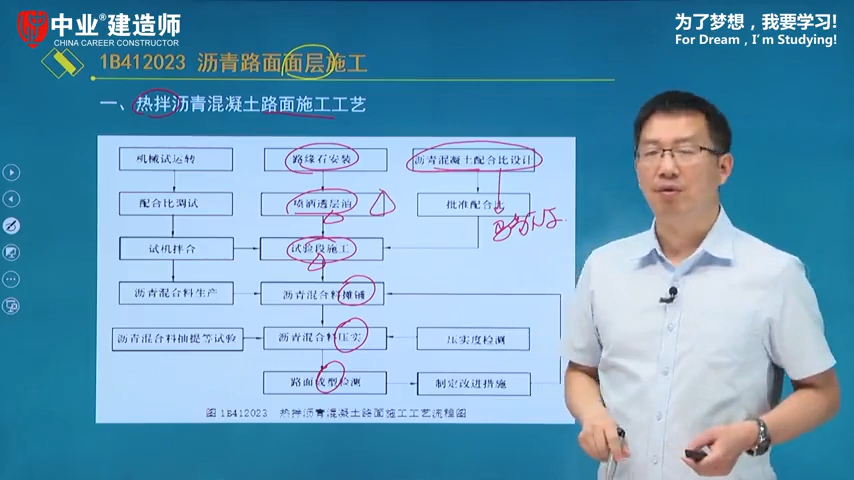 中业®建造师
CHINA CAREER CONSTRUCTOR
为了梦想，我要学习!
For Dream , I'm Studying!
1B412023 沥青路面面层施工
一、热拌沥青混凝土路面施工工艺
机械试运转
路缘石安装
沥青混凝土配合比设计
配合比调试
喷洒透层油
批准配合比
试机拌合
试验段施工
沥青混合料生产
沥青混合料摊铺
沥青混合料抽提等试验
沥青混合料压实
压实度检测
路面成型检测
制定改进措施
图 1B412023 热拌沥青混凝土路面施工工艺流程图